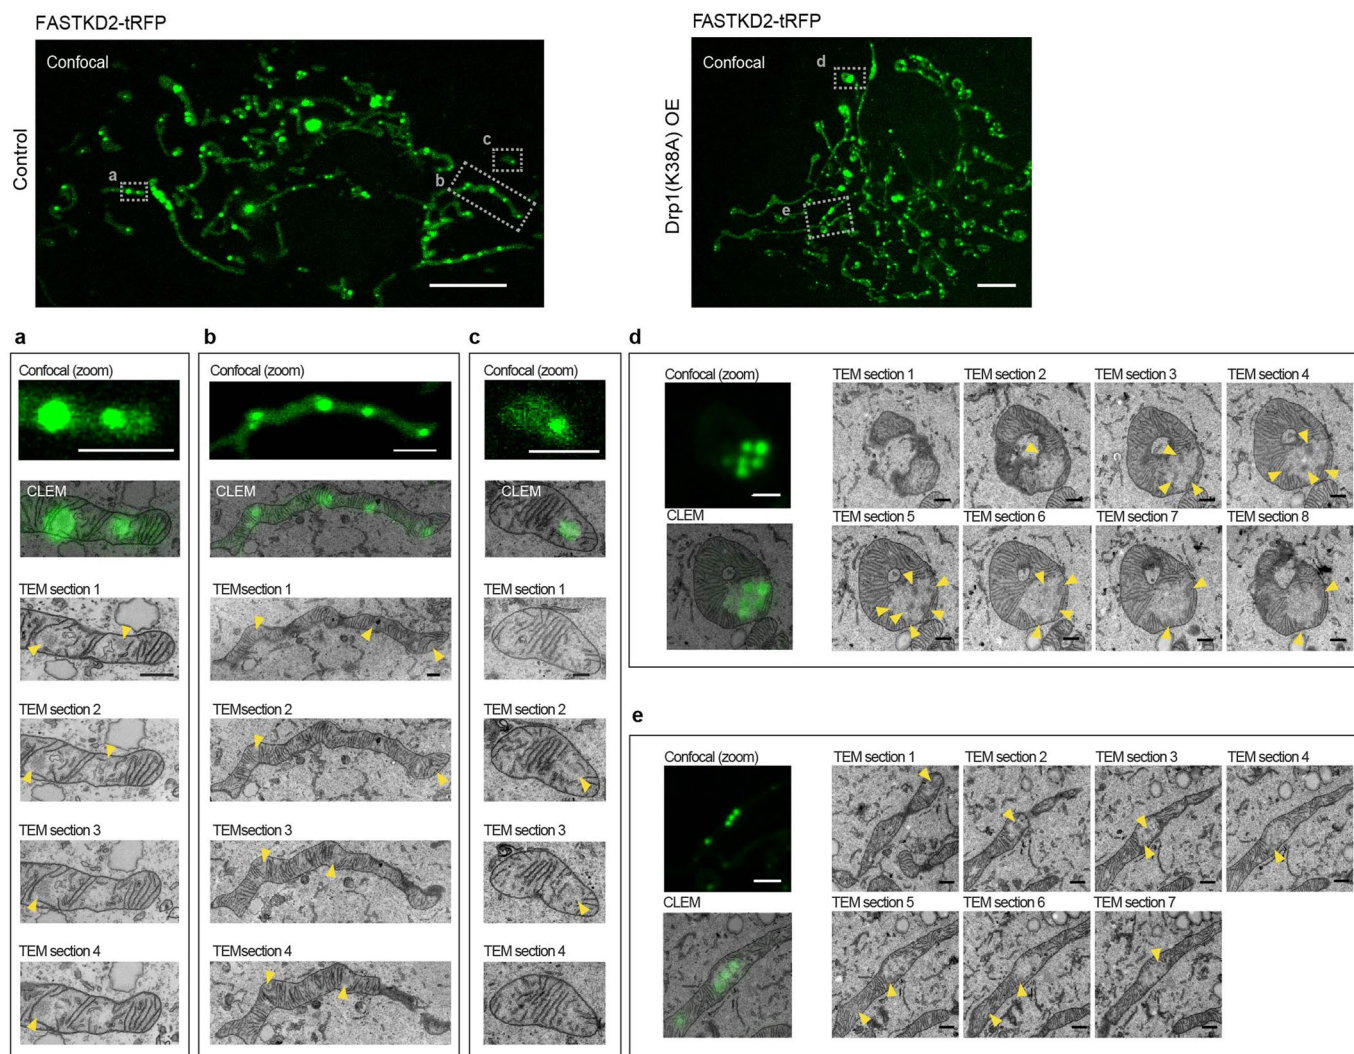 FASTKD2-tRFP
FASTKD2-tRFP
Control
Confocal
a
b
c
Drp1(K38A) OE
Confocal
d
e
a
Confocal (zoom)
CLEM
TEM section 1
TEM section 2
TEM section 3
TEM section 4
b
Confocal (zoom)
CLEM
TEMsection 1
TEMsection 2
TEMsection 3
TEMsection 4
c
Confocal (zoom)
CLEM
TEM section 1
TEM section 2
TEM section 3
TEM section 4
d
Confocal (zoom)
CLEM
TEM section 1
TEM section 2
TEM section 3
TEM section 4
TEM section 5
TEM section 6
TEM section 7
TEM section 8
e
Confocal (zoom)
CLEM
TEM section 1
TEM section 2
TEM section 3
TEM section 4
TEM section 5
TEM section 6
TEM section 7